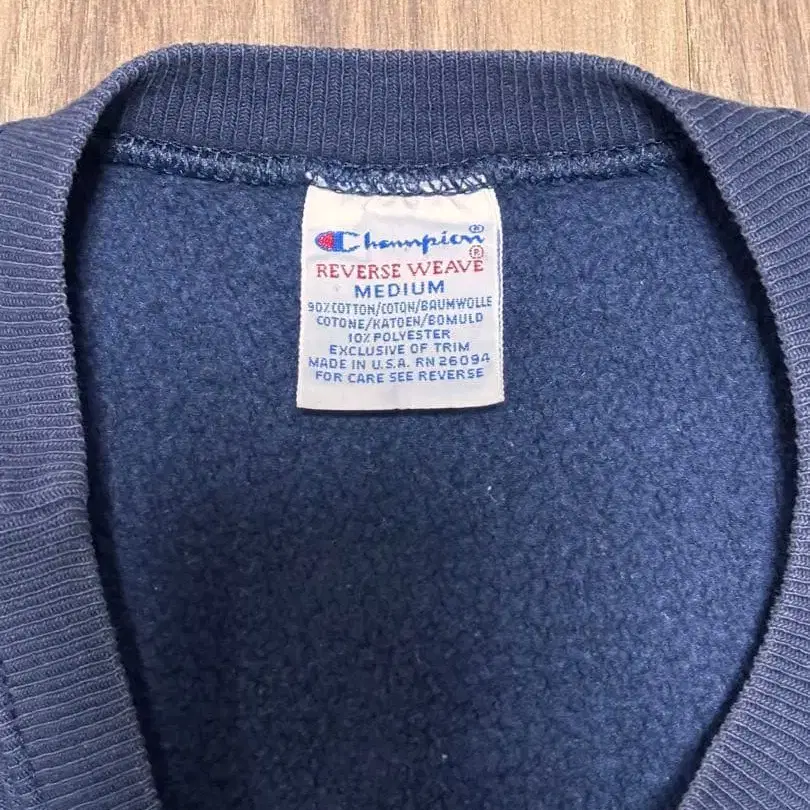 Champion®
REVERSE WEAVE®
MEDIUM
90% COTTON/COTON/BAUMWOLLE
COTONE/KATOEN/BOMULD
10% POLYESTER
EXCLUSIVE OF TRIM
MADE IN U.S.A. RN 26094
FOR CARE SEE REVERSE